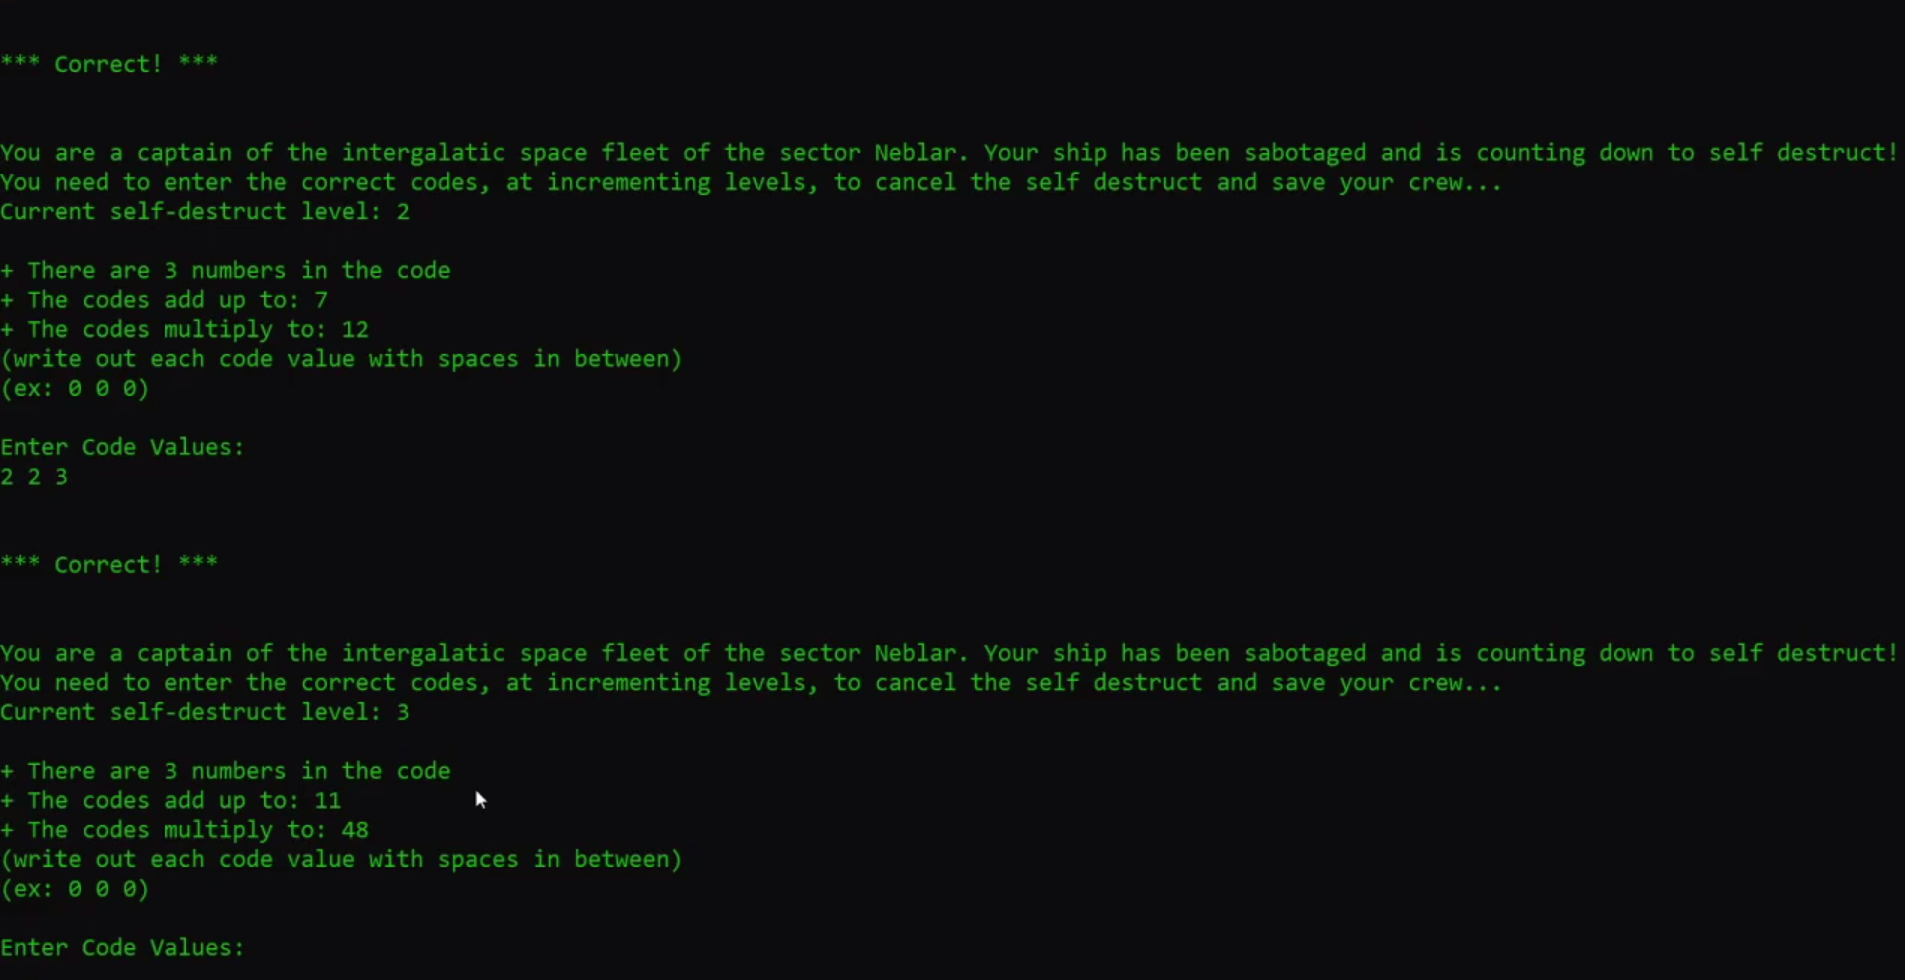 *** Correct! ***
You are a captain of the intergalatic space fleet of the sector Neblar. Your ship has been sabotaged and is counting down to self destruct!
You need to enter the correct codes, at incrementing levels, to cancel the self destruct and save your crew...
Current self-destruct level: 2
+ There are 3 numbers in the code
+ The codes add up to: 7
+ The codes multiply to: 12
(write out each code value with spaces in between)
(ex: 0 0 0)
Enter Code Values:
2 2 3
*** Correct! ***
You are a captain of the intergalatic space fleet of the sector Neblar. Your ship has been sabotaged and is counting down to self destruct!
You need to enter the correct codes, at incrementing levels, to cancel the self destruct and save your crew...
Current self-destruct level: 3
+ There are 3 numbers in the code
+ The codes add up to: 11
+ The codes multiply to: 48
(write out each code value with spaces in between)
(ex: 0 0 0)
Enter Code Values: